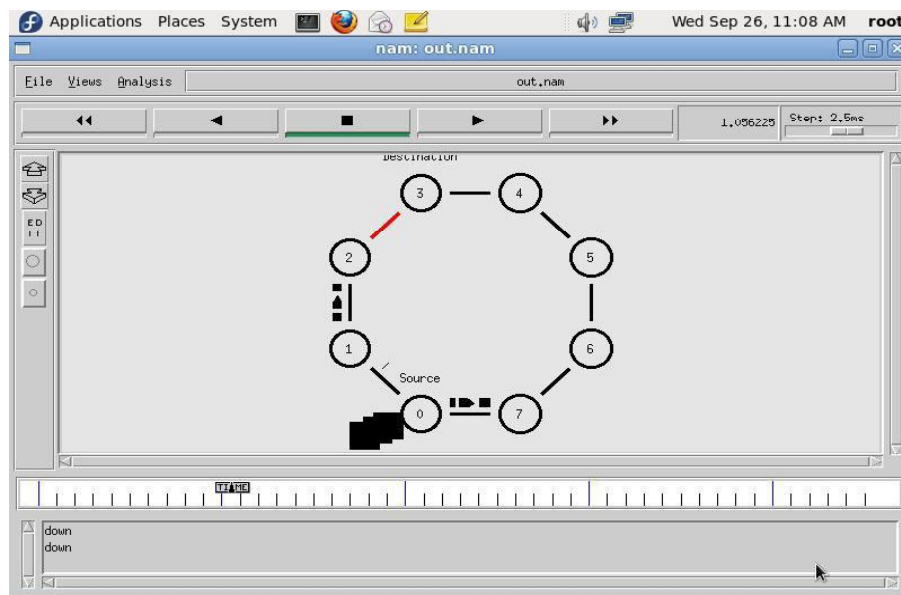 Applications Places System Wed Sep 26, 11:08 AM root
nam: out.nam
File Views Analysis out.nam
1.056225 Step: 2.5ms
Destination
3 4
E D
2 5
1 6
Source
0 7
TIME
down
down